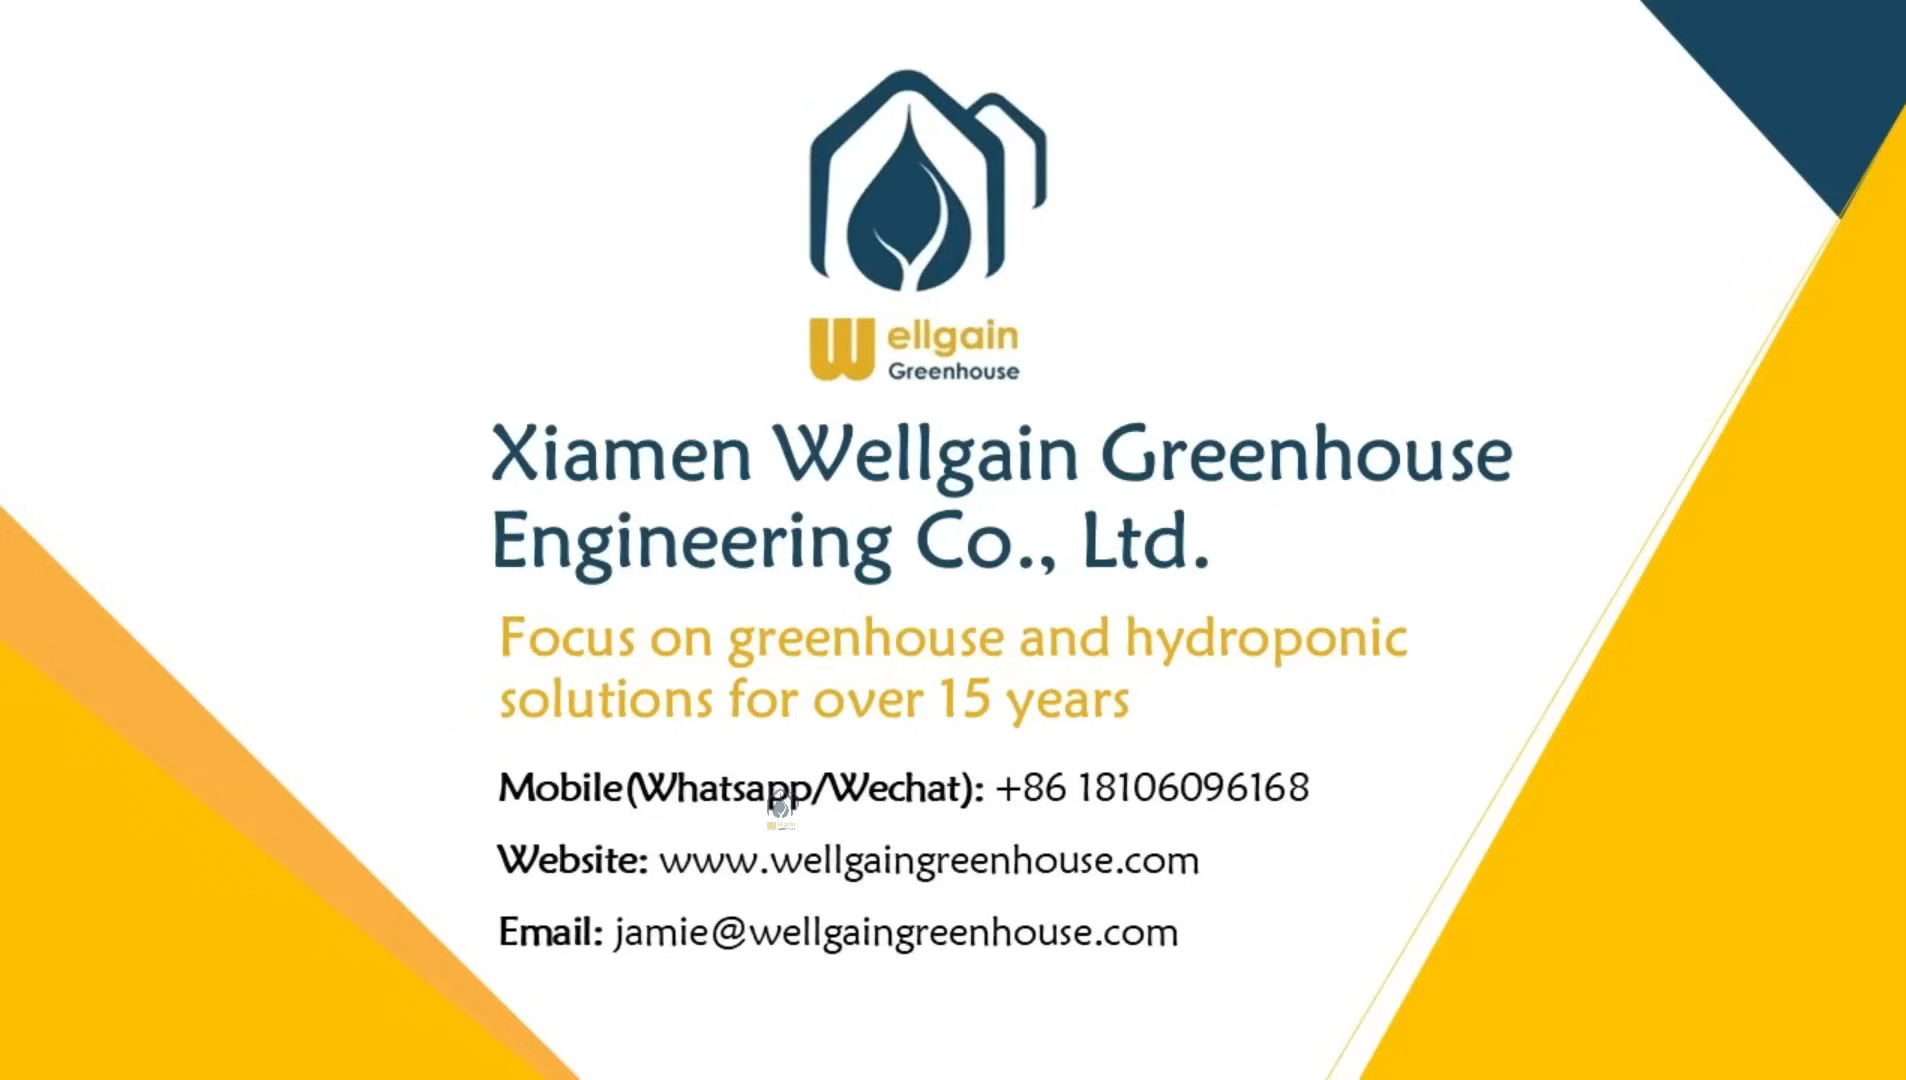 Wellgain
Greenhouse
Xiamen Wellgain Greenhouse
Engineering Co., Ltd.
Focus on greenhouse and hydroponic
solutions for over 15 years
Mobile(Whatsapp/Wechat): +86 18106096168
Website: www.wellgaingreenhouse.com
Email: jamie@wellgaingreenhouse.com